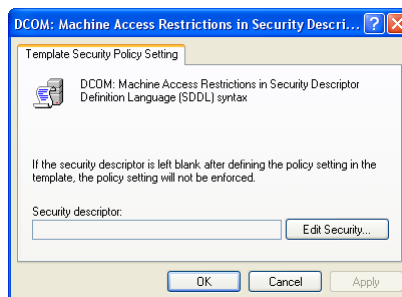 DCOM: Machine Access Restrictions in Security Descri...
Template Security Policy Setting
DCOM: Machine Access Restrictions in Security Descriptor
Definition Language (SDDL) syntax
If the security descriptor is left blank after defining the policy setting in the
template, the policy setting will not be enforced.
Security descriptor:
Edit Security...
OK Cancel Apply